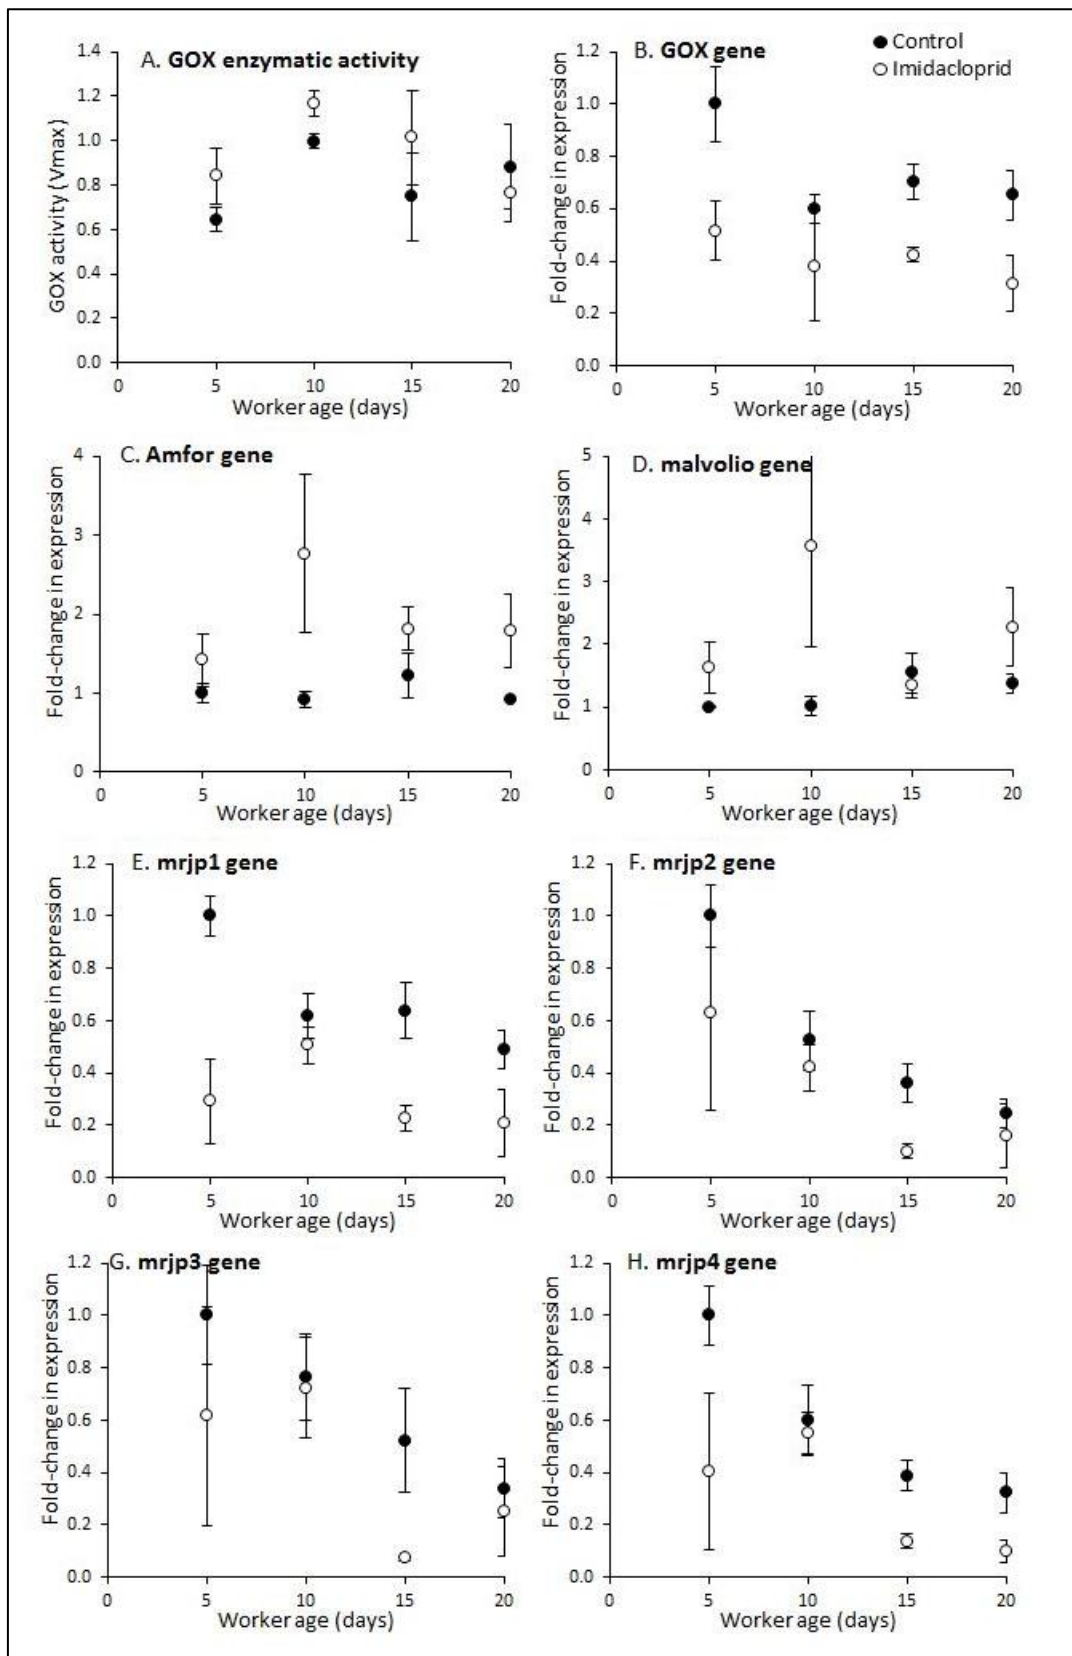 A. GOX enzymatic activity
GOX activity (Vmax)
1.4
1.2
1.0
0.8
0.6
0.4
0.2
0.0
0 5 10 15 20
Worker age (days)
B. GOX gene
Control
Imidacloprid
Fold-change in expression
1.2
1.0
0.8
0.6
0.4
0.2
0.0
0 5 10 15 20
Worker age (days)
C. Amfor gene
Fold-change in expression
4
3
2
1
0
0 5 10 15 20
Worker age (days)
D. malvolio gene
Fold-change in expression
5
4
3
2
1
0
0 5 10 15 20
Worker age (days)
E. mrjp1 gene
Fold-change in expression
1.2
1.0
0.8
0.6
0.4
0.2
0.0
0 5 10 15 20
Worker age (days)
F. mrjp2 gene
Fold-change in expression
1.2
1.0
0.8
0.6
0.4
0.2
0.0
0 5 10 15 20
Worker age (days)
G. mrjp3 gene
Fold-change in expression
1.2
1.0
0.8
0.6
0.4
0.2
0.0
0 5 10 15 20
Worker age (days)
H. mrjp4 gene
Fold-change in expression
1.2
1.0
0.8
0.6
0.4
0.2
0.0
0 5 10 15 20
Worker age (days)